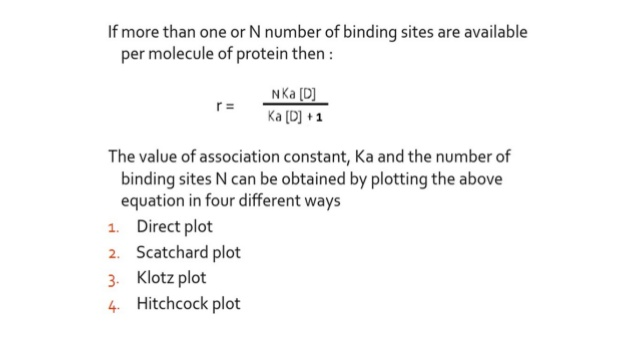 If more than one or N number of binding sites are available
per molecule of protein then :
NKa [D]
r =
Ka [D] +1
The value of association constant, Ka and the number of
binding sites N can be obtained by plotting the above
equation in four different ways
1. Direct plot
2. Scatchard plot
3. Klotz plot
4. Hitchcock plot